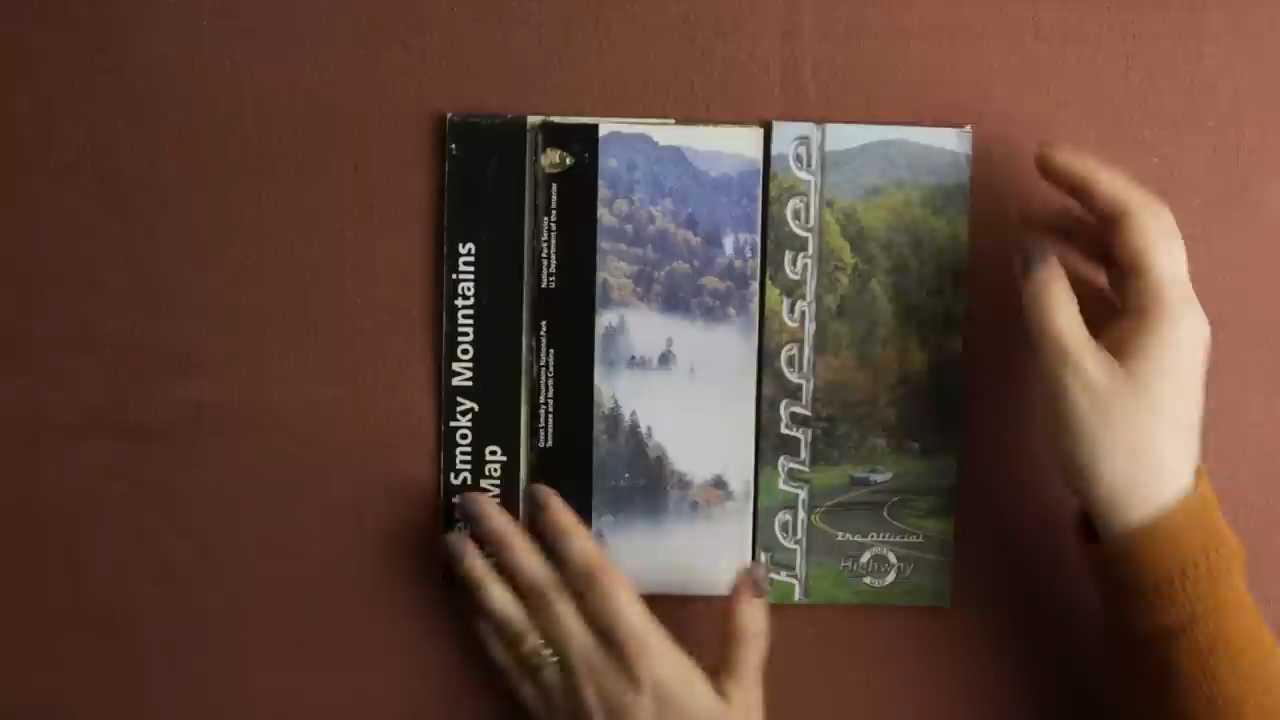 Smoky Mountains
Map
National Park Service
U.S. Department of the Interior
Great Smoky Mountains National Park
Tennessee and North Carolina
Tennessee
The Official
Highway